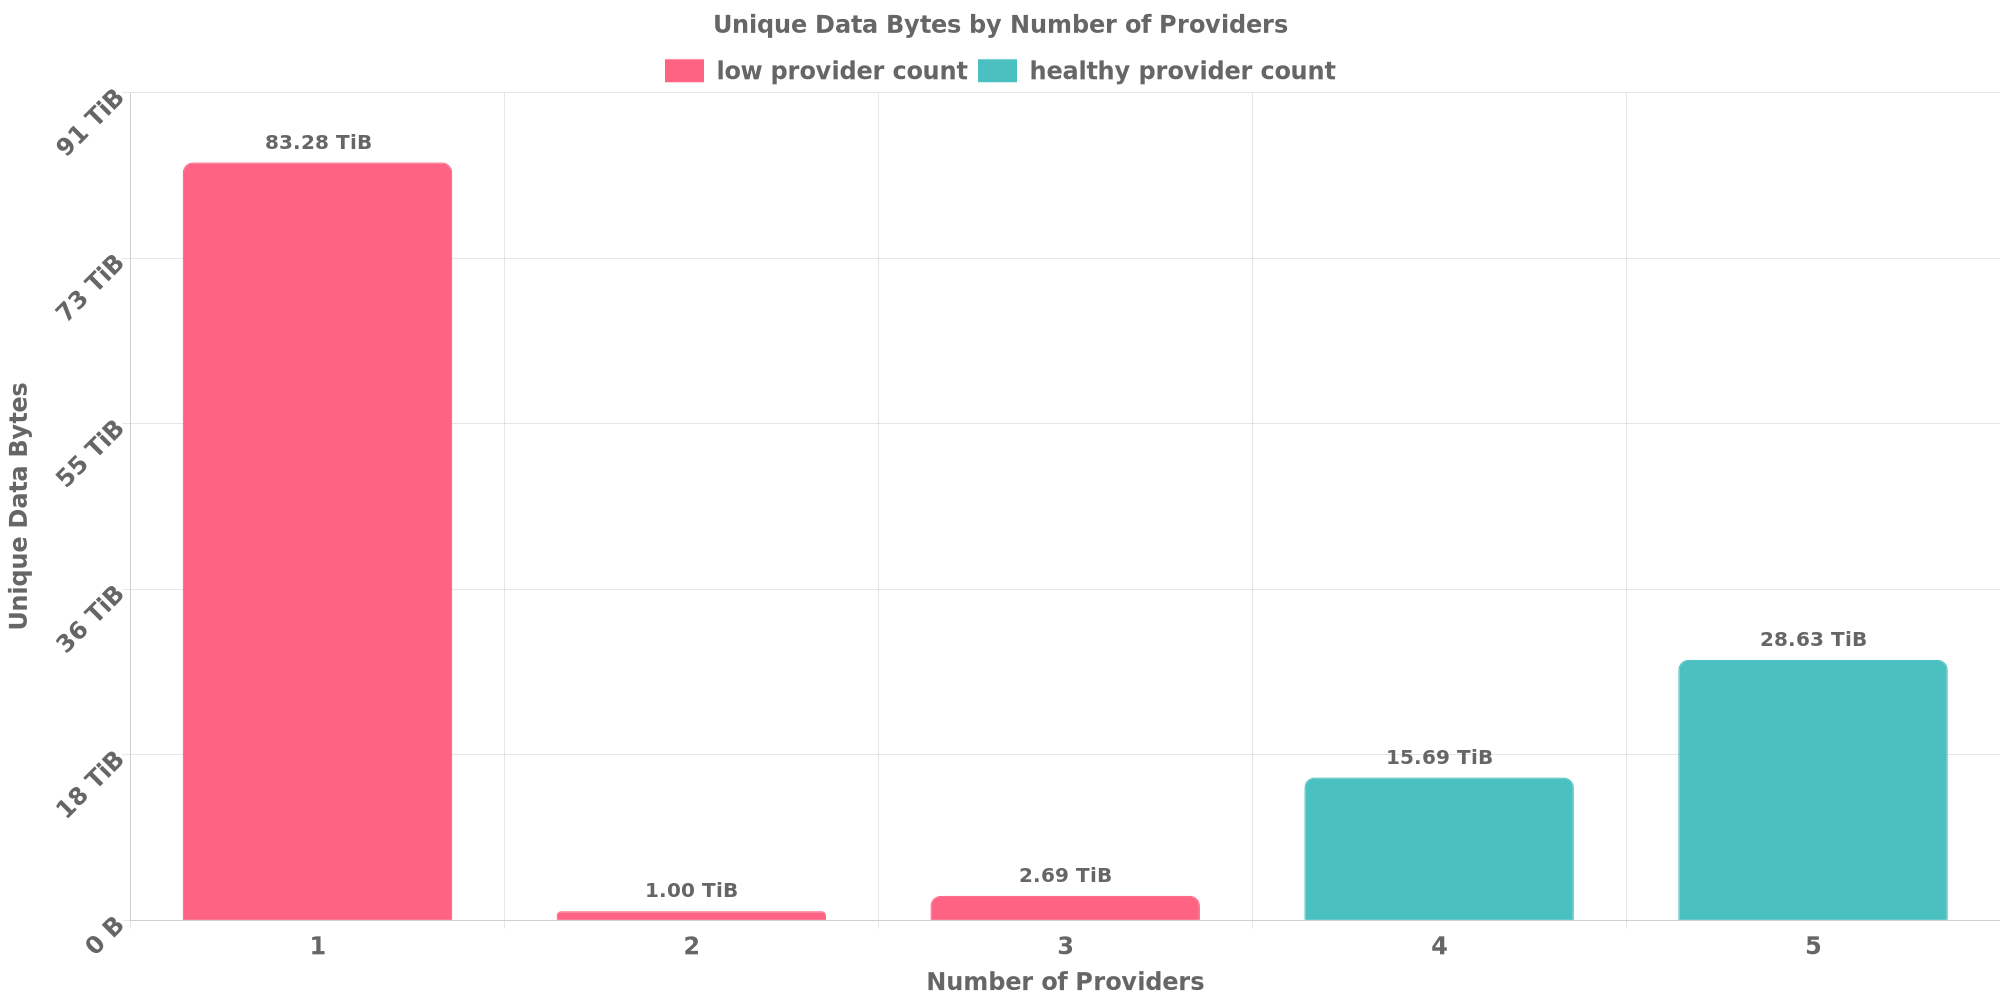 Unique Data Bytes by Number of Providers
low provider count healthy provider count
91 TiB
73 TiB
55 TiB
36 TiB
18 TiB
0 B
Unique Data Bytes
83.28 TiB
1.00 TiB
2.69 TiB
15.69 TiB
28.63 TiB
1 2 3 4 5
Number of Providers